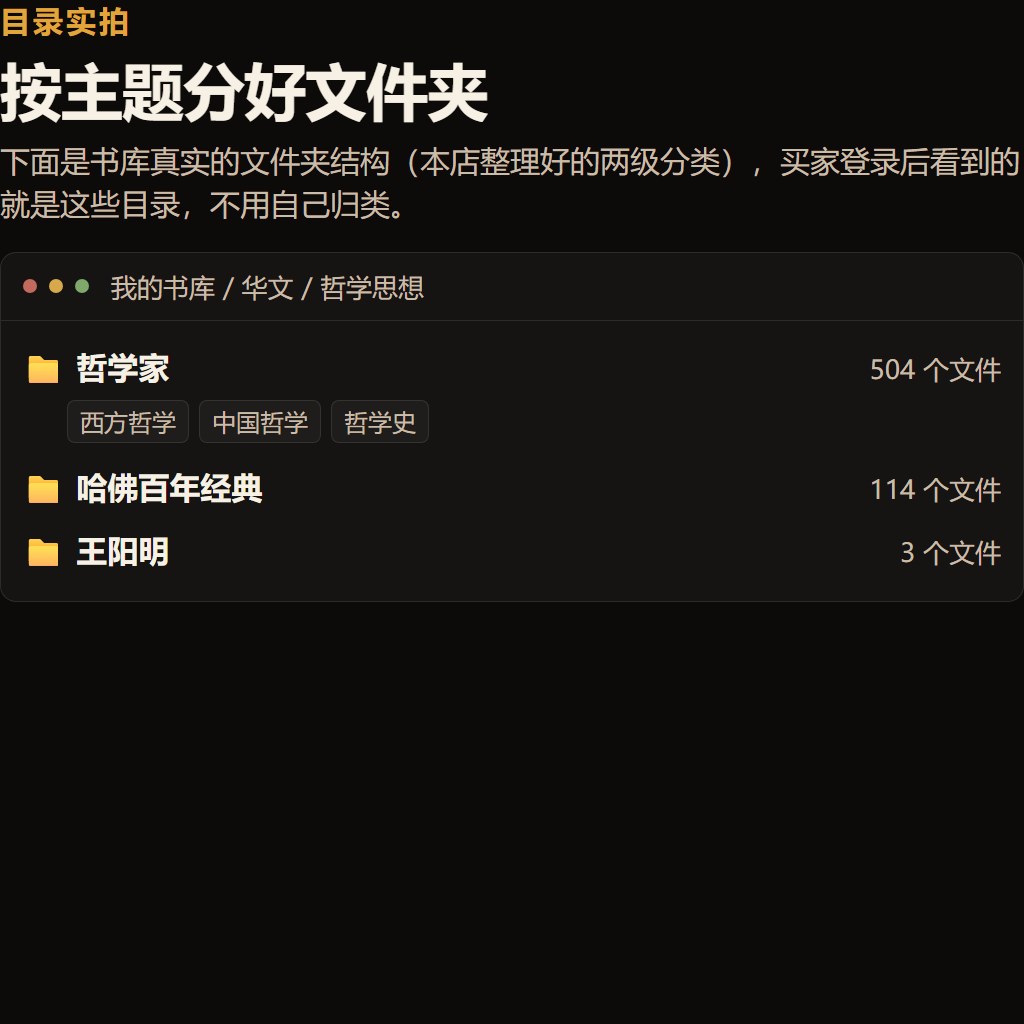 目录实拍
按主题分好文件夹
下面是书库真实的文件夹结构（本店整理好的两级分类），买家登录后看到的
就是这些目录，不用自己归类。
我的书库 / 华文 / 哲学思想
哲学家 504 个文件
西方哲学 中国哲学 哲学史
哈佛百年经典 114 个文件
王阳明 3 个文件